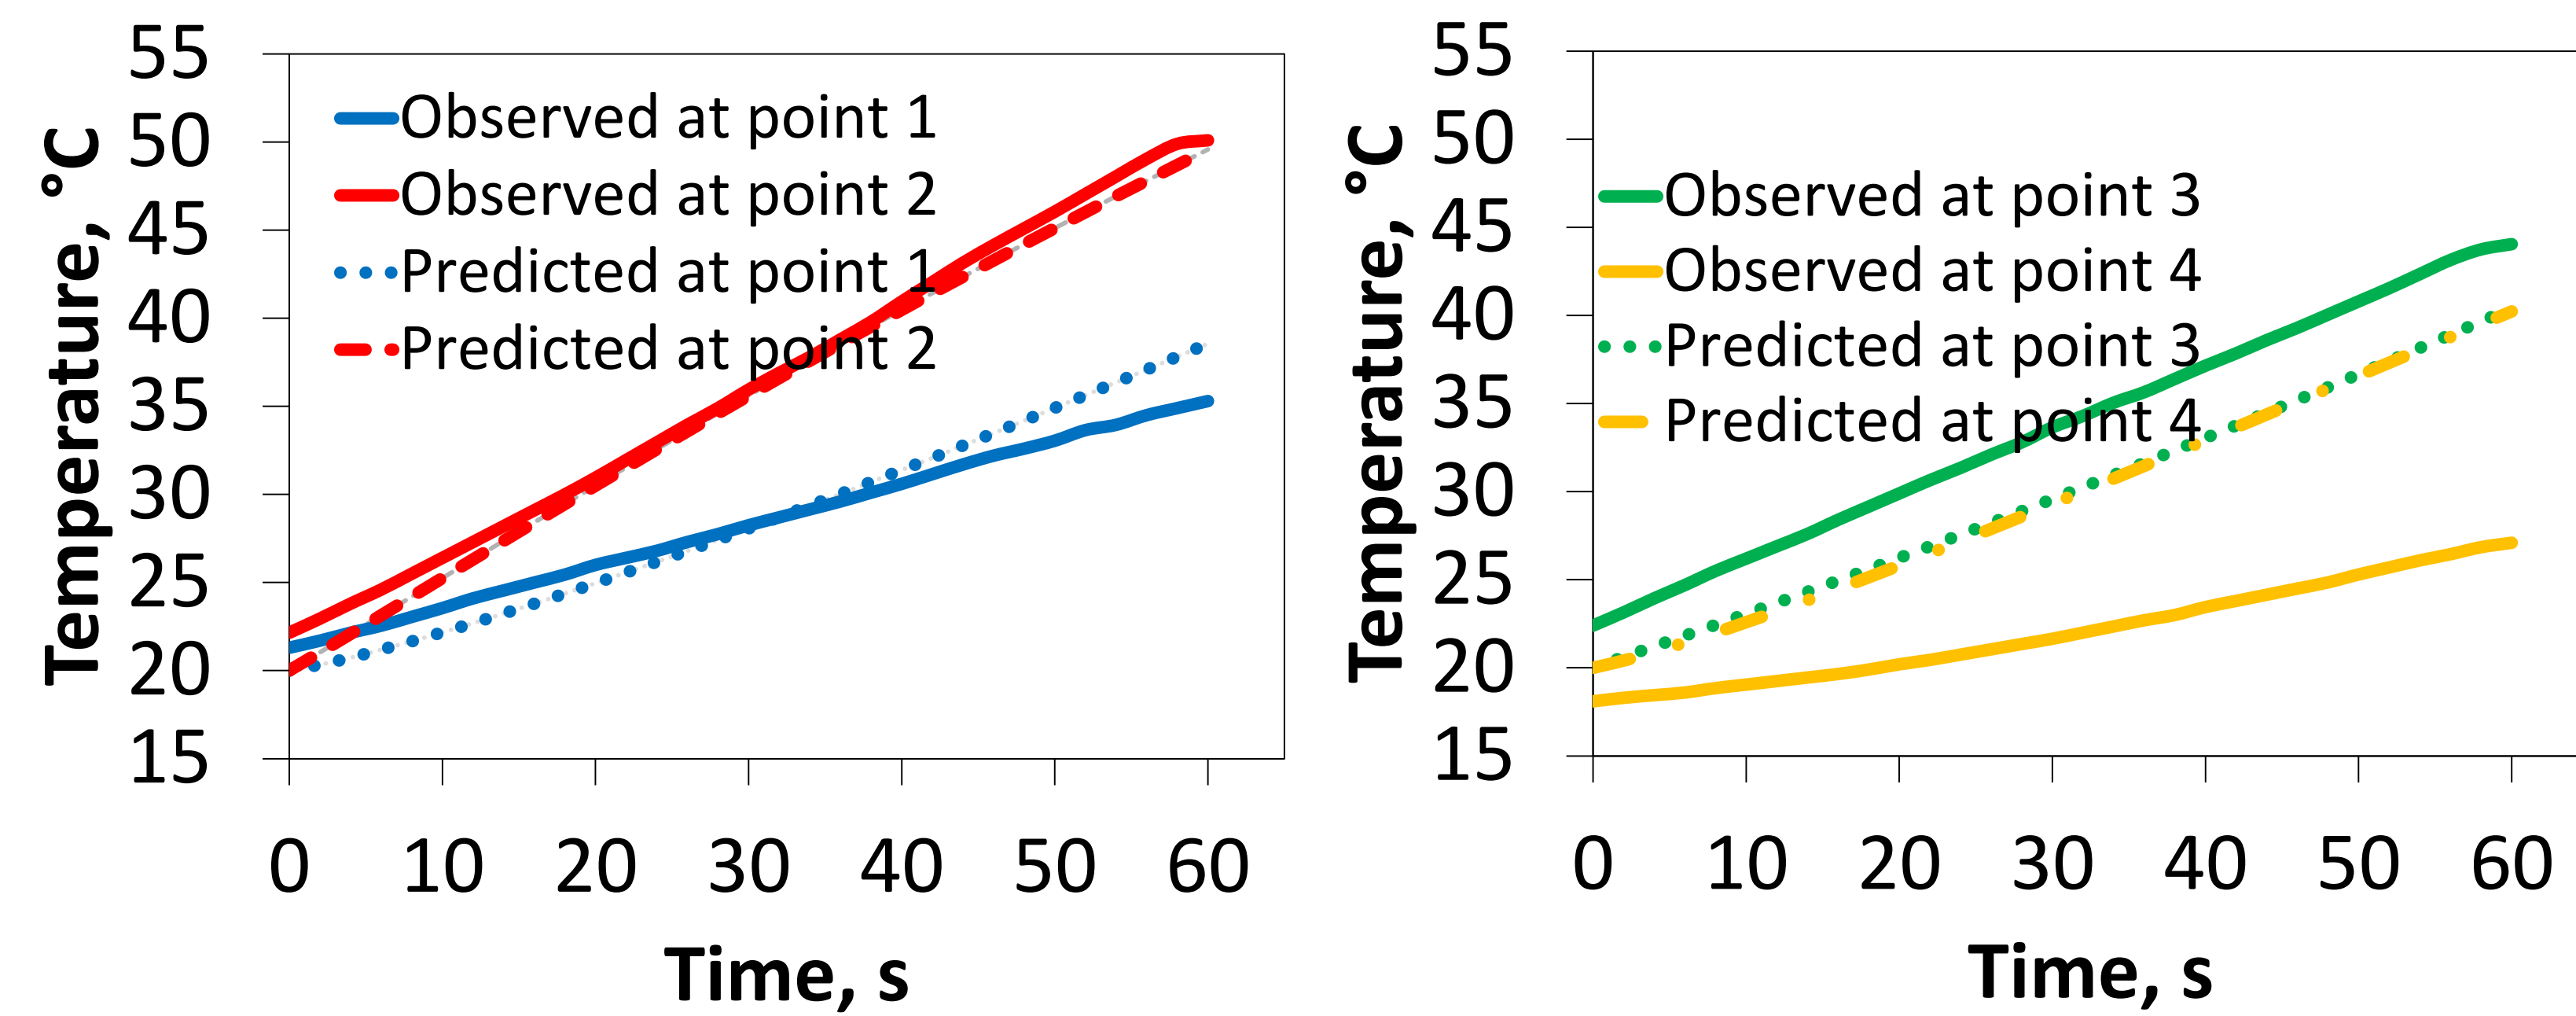 55
50
45
40
35
30
25
20
15
Temperature, °C
Observed at point 1
Observed at point 2
Predicted at point 1
Predicted at point 2
0 10 20 30 40 50 60
Time, s
55
50
45
40
35
30
25
20
15
Temperature, °C
Observed at point 3
Observed at point 4
Predicted at point 3
Predicted at point 4
0 10 20 30 40 50 60
Time, s